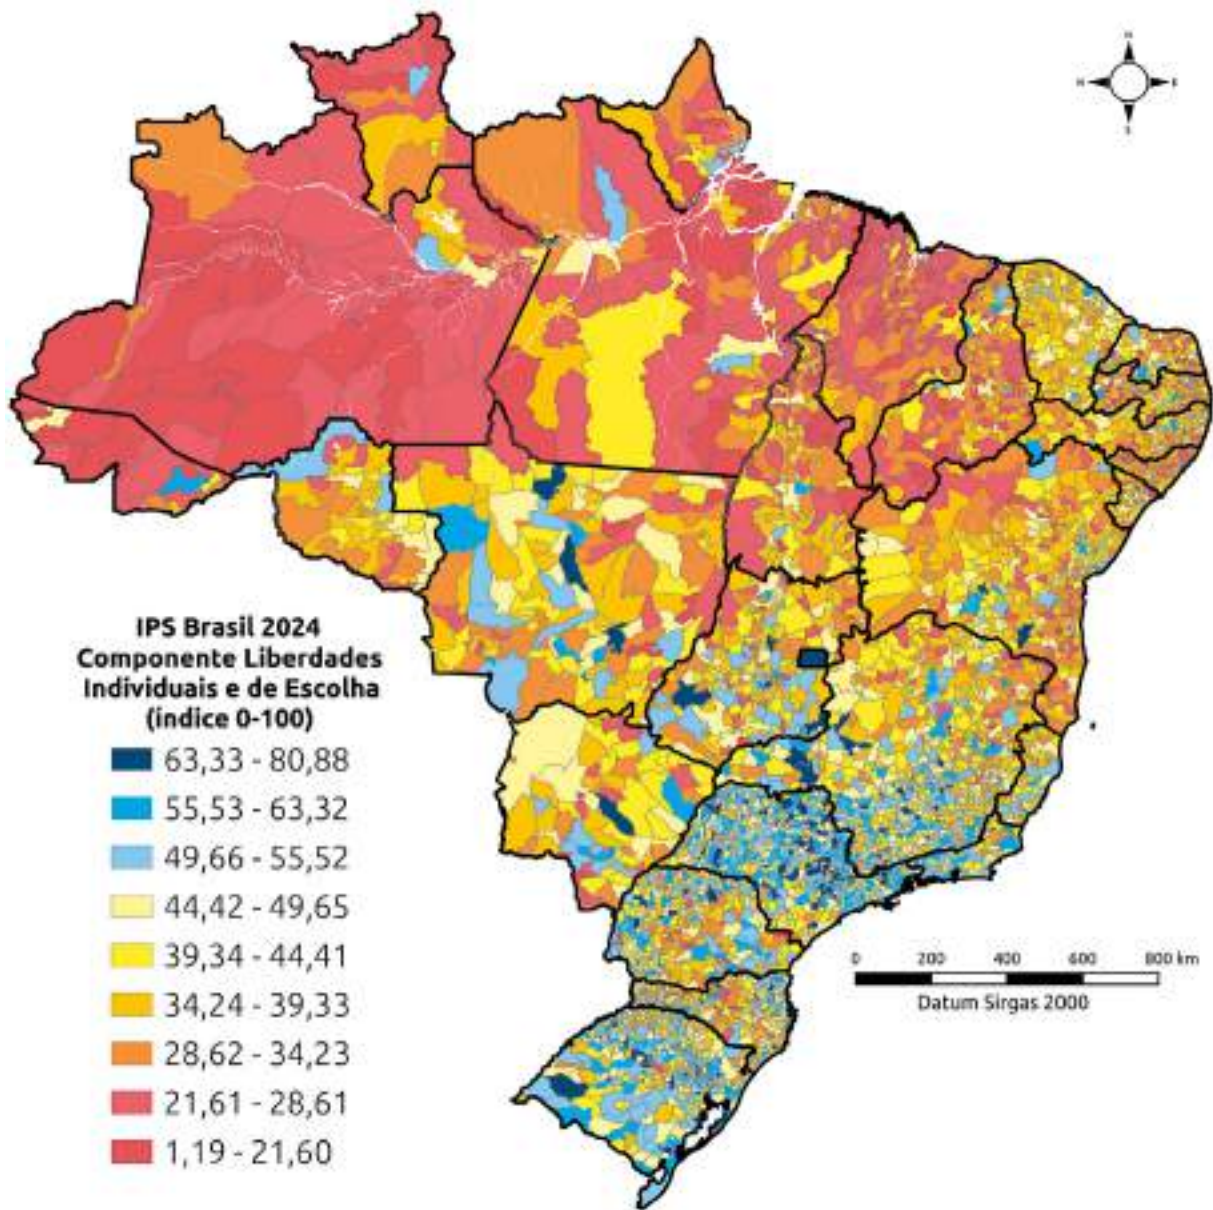 IPS Brasil 2024
Componente Liberdades
Individuais e de Escolha
(índice 0-100)
63,33 - 80,88
55,53 - 63,32
49,66 - 55,52
44,42 - 49,65
39,34 - 44,41
34,24 - 39,33
28,62 - 34,23
21,61 - 28,61
1,19 - 21,60
0 200 400 600 800 km
Datum Sirgas 2000